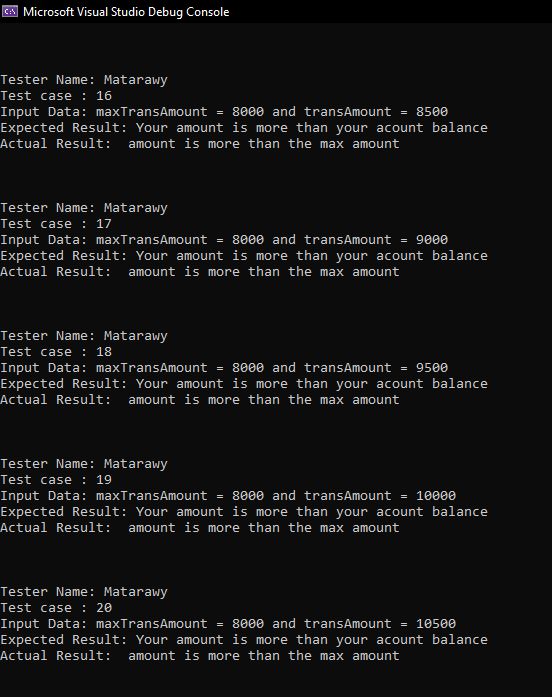 C:\
Microsoft Visual Studio Debug Console
Tester Name: Matarawy
Test case : 16
Input Data: maxTransAmount = 8000 and transAmount = 8500
Expected Result: Your amount is more than your acount balance
Actual Result:  amount is more than the max amount
Tester Name: Matarawy
Test case : 17
Input Data: maxTransAmount = 8000 and transAmount = 9000
Expected Result: Your amount is more than your acount balance
Actual Result:  amount is more than the max amount
Tester Name: Matarawy
Test case : 18
Input Data: maxTransAmount = 8000 and transAmount = 9500
Expected Result: Your amount is more than your acount balance
Actual Result:  amount is more than the max amount
Tester Name: Matarawy
Test case : 19
Input Data: maxTransAmount = 8000 and transAmount = 10000
Expected Result: Your amount is more than your acount balance
Actual Result:  amount is more than the max amount
Tester Name: Matarawy
Test case : 20
Input Data: maxTransAmount = 8000 and transAmount = 10500
Expected Result: Your amount is more than your acount balance
Actual Result:  amount is more than the max amount